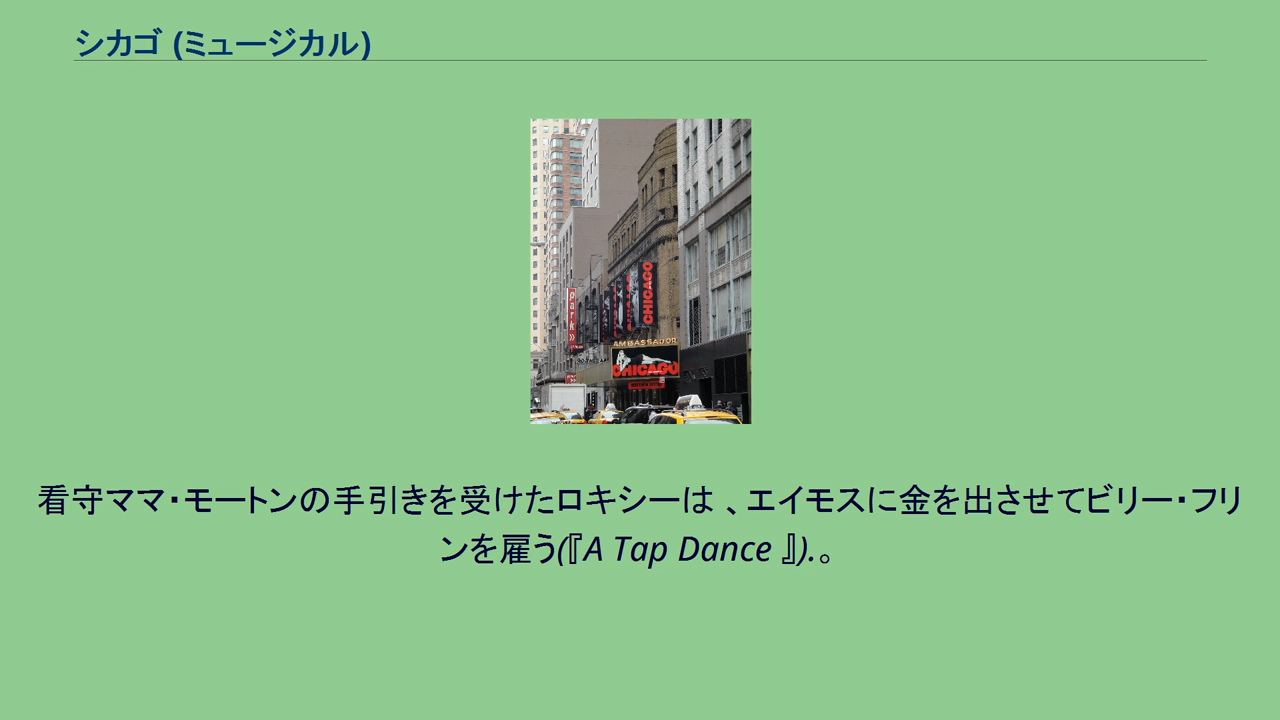 シカゴ (ミュージカル)
park
CHICAGO
AMBASSADOR
CHICAGO
看守ママ・モートンの手引きを受けたロキシーは 、エイモスに金を出させてビリー・フリ
ンを雇う(『A Tap Dance 』).。